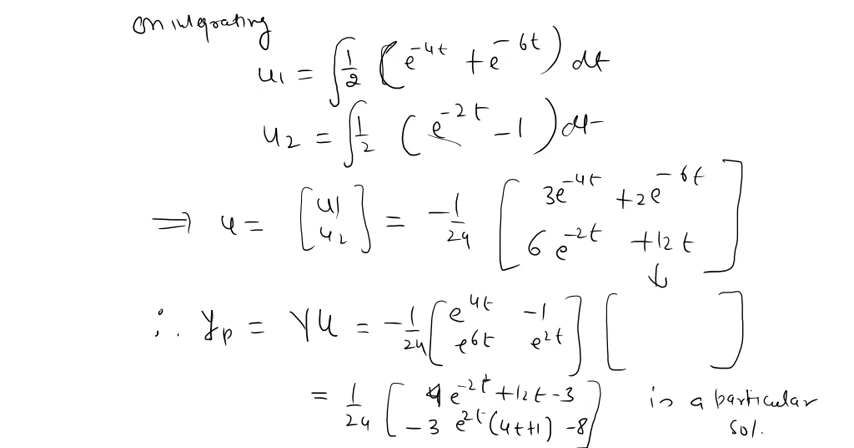 On integrating
u₁ = ∫ 1/2 (e^{-4t} + e^{-6t}) dt
u₂ = ∫ 1/2 (e^{-2t} - 1) dt
⟹ u = [u1 u₂] = -1/24 [3e^{-4t} + 2e^{-6t} 6e^{-2t} + 12t]
↓
∴ y_p = Yu = -1/24 [e^{4t} -1 e^{6t} e^{2t}] [ ]
= 1/24 [4e^{-2t} + 12t - 3 -3 e^{2t}(4t+1) - 8] is a particular
sol.